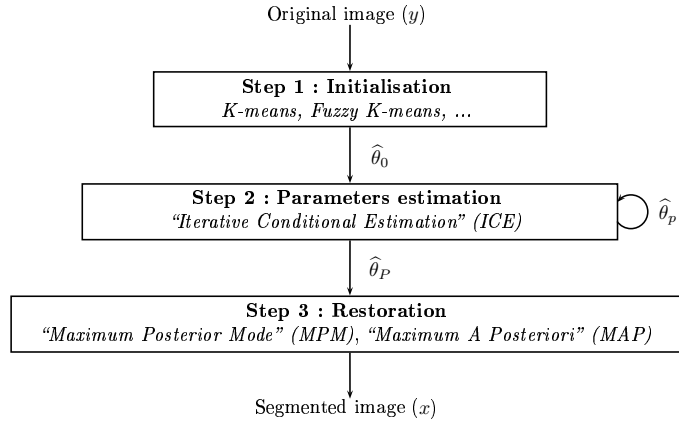 Original image (y)
Step 1 : Initialisation
K-means, Fuzzy K-means, ...
θ̂₀
Step 2 : Parameters estimation
“Iterative Conditional Estimation” (ICE)
θ̂ₚ
θ̂_P
Step 3 : Restoration
“Maximum Posterior Mode” (MPM), “Maximum A Posteriori” (MAP)
Segmented image (x)